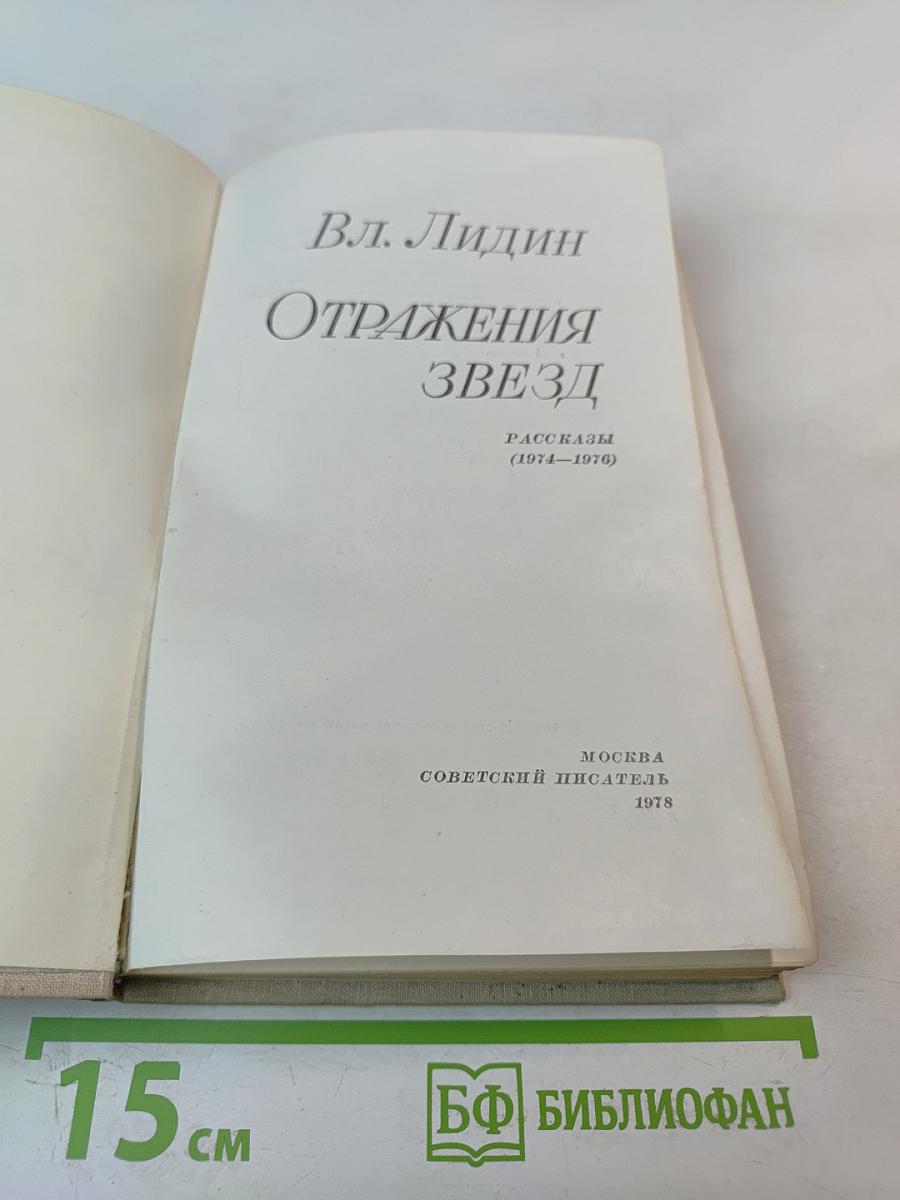 Вл. Лидин
ОТРАЖЕНИЯ
ЗВЕЗД
РАССКАЗЫ
(1974—1976)
МОСКВА
СОВЕТСКИЙ ПИСАТЕЛЬ
1978
15 см
БФ БИБЛИОФАН